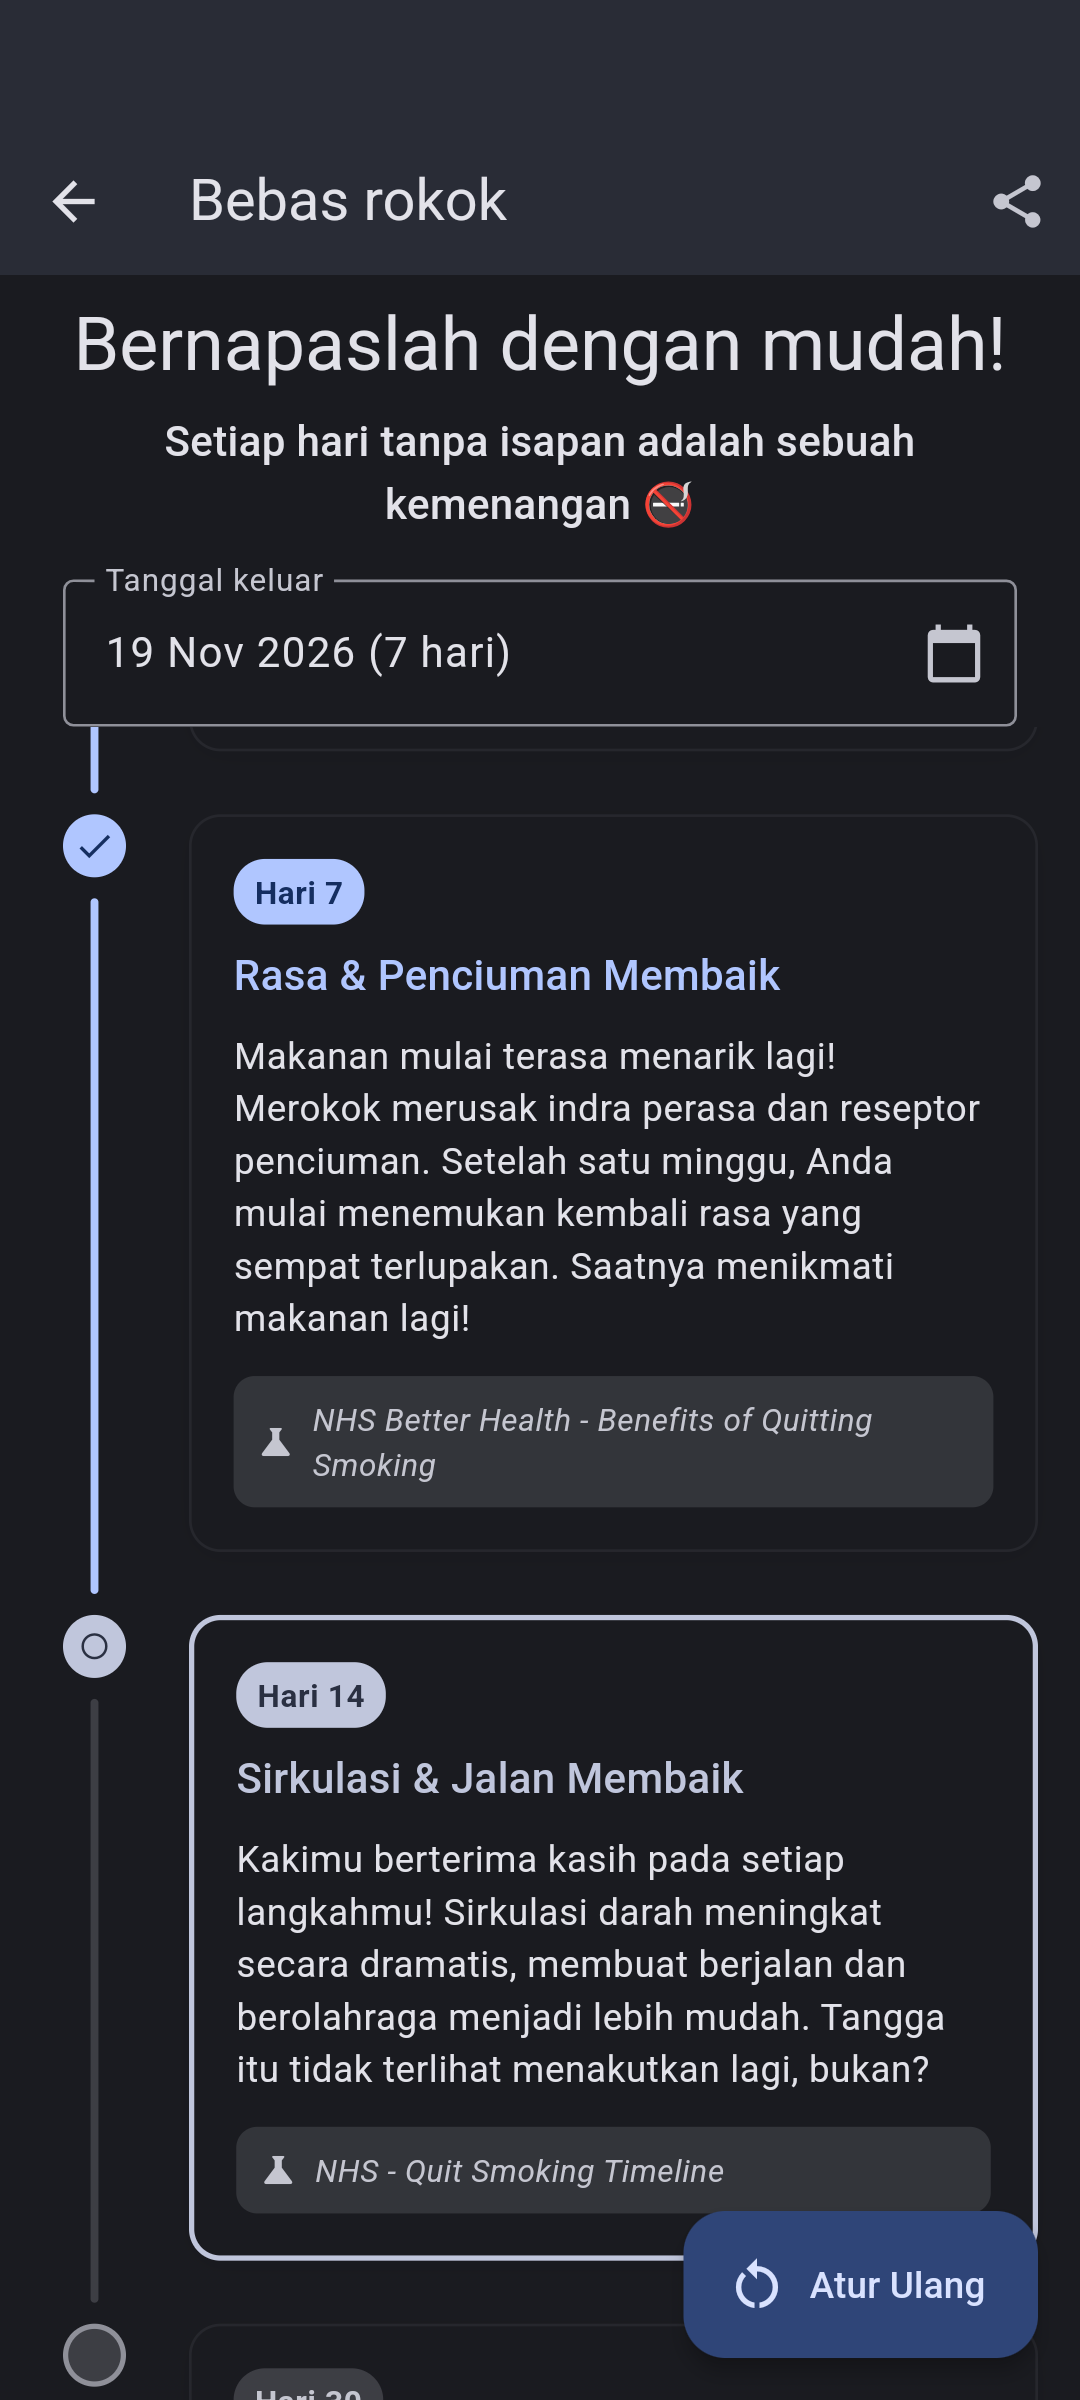 Bebas rokok
Bernapaslah dengan mudah!
Setiap hari tanpa isapan adalah sebuah
kemenangan 🚭
Tanggal keluar
19 Nov 2026 (7 hari)
Hari 7
Rasa & Penciuman Membaik
Makanan mulai terasa menarik lagi!
Merokok merusak indra perasa dan reseptor
penciuman. Setelah satu minggu, Anda
mulai menemukan kembali rasa yang
sempat terlupakan. Saatnya menikmati
makanan lagi!
NHS Better Health - Benefits of Quitting
Smoking
Hari 14
Sirkulasi & Jalan Membaik
Kakimu berterima kasih pada setiap
langkahmu! Sirkulasi darah meningkat
secara dramatis, membuat berjalan dan
berolahraga menjadi lebih mudah. Tangga
itu tidak terlihat menakutkan lagi, bukan?
NHS - Quit Smoking Timeline
Atur Ulang
Hari 30